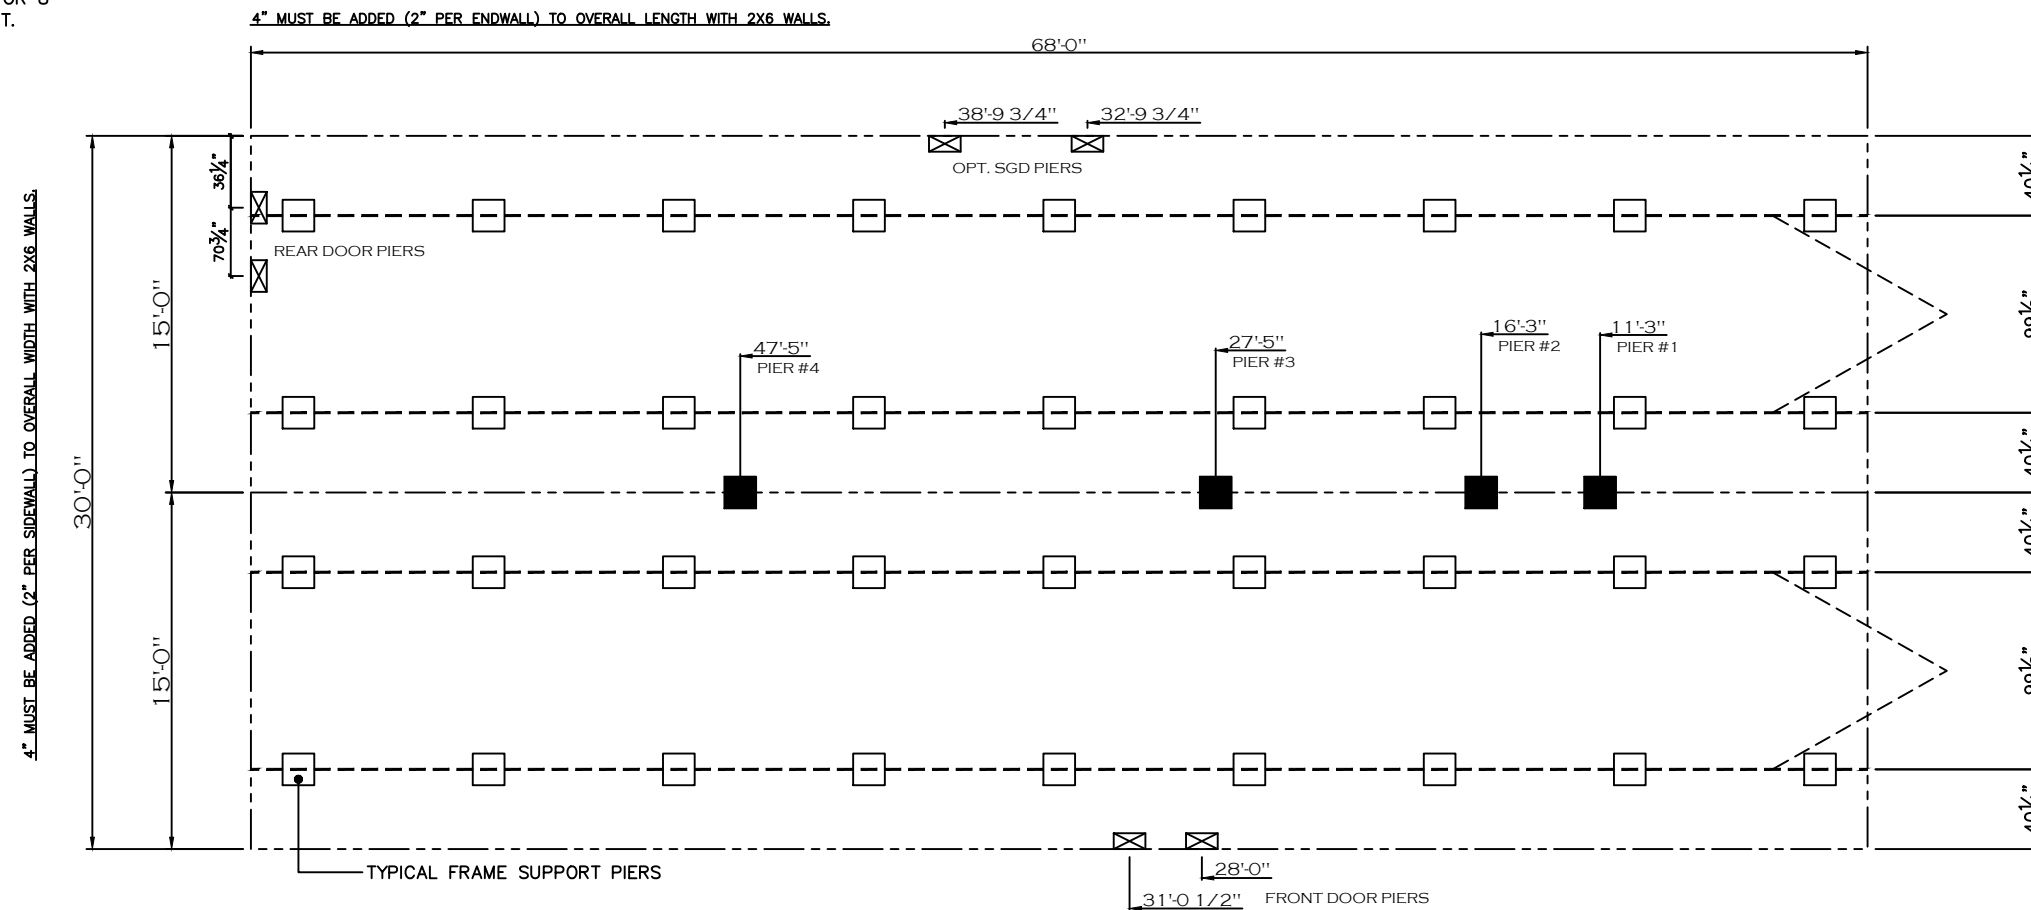 T.
4" MUST BE ADDED (2" PER ENDWALL) TO OVERALL LENGTH WITH 2X6 WALLS.
68'-0"
38'-9 3/4"
32'-9 3/4"
OPT. SGD PIERS
36¼"
70¾"
REAR DOOR PIERS
4" MUST BE ADDED (2" PER SIDEWALL) TO OVERALL WIDTH WITH 2X6 WALLS.
30'-0"
15'-0"
15'-0"
47'-5"
PIER #4
27'-5"
PIER #3
16'-3"
PIER #2
11'-3"
PIER #1
TYPICAL FRAME SUPPORT PIERS
28'-0"
31'-0 1/2"
FRONT DOOR PIERS